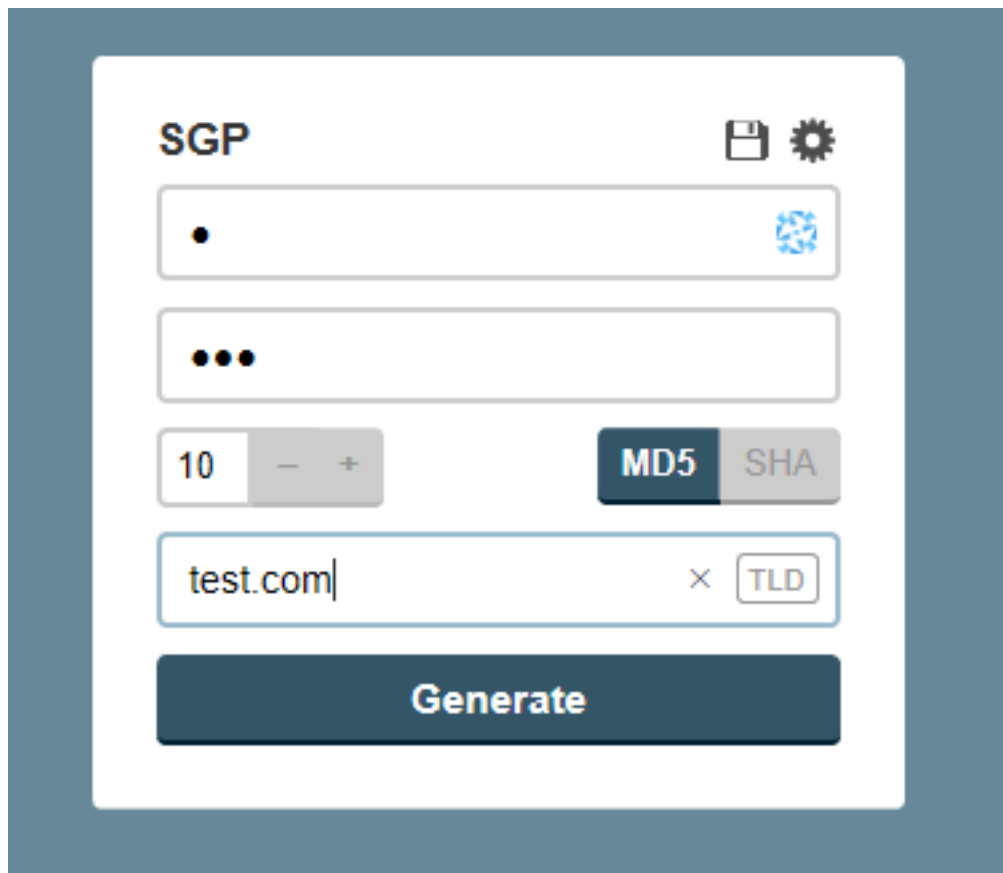 SGP
•
•••
10 – + MD5 SHA
test.com × TLD
Generate